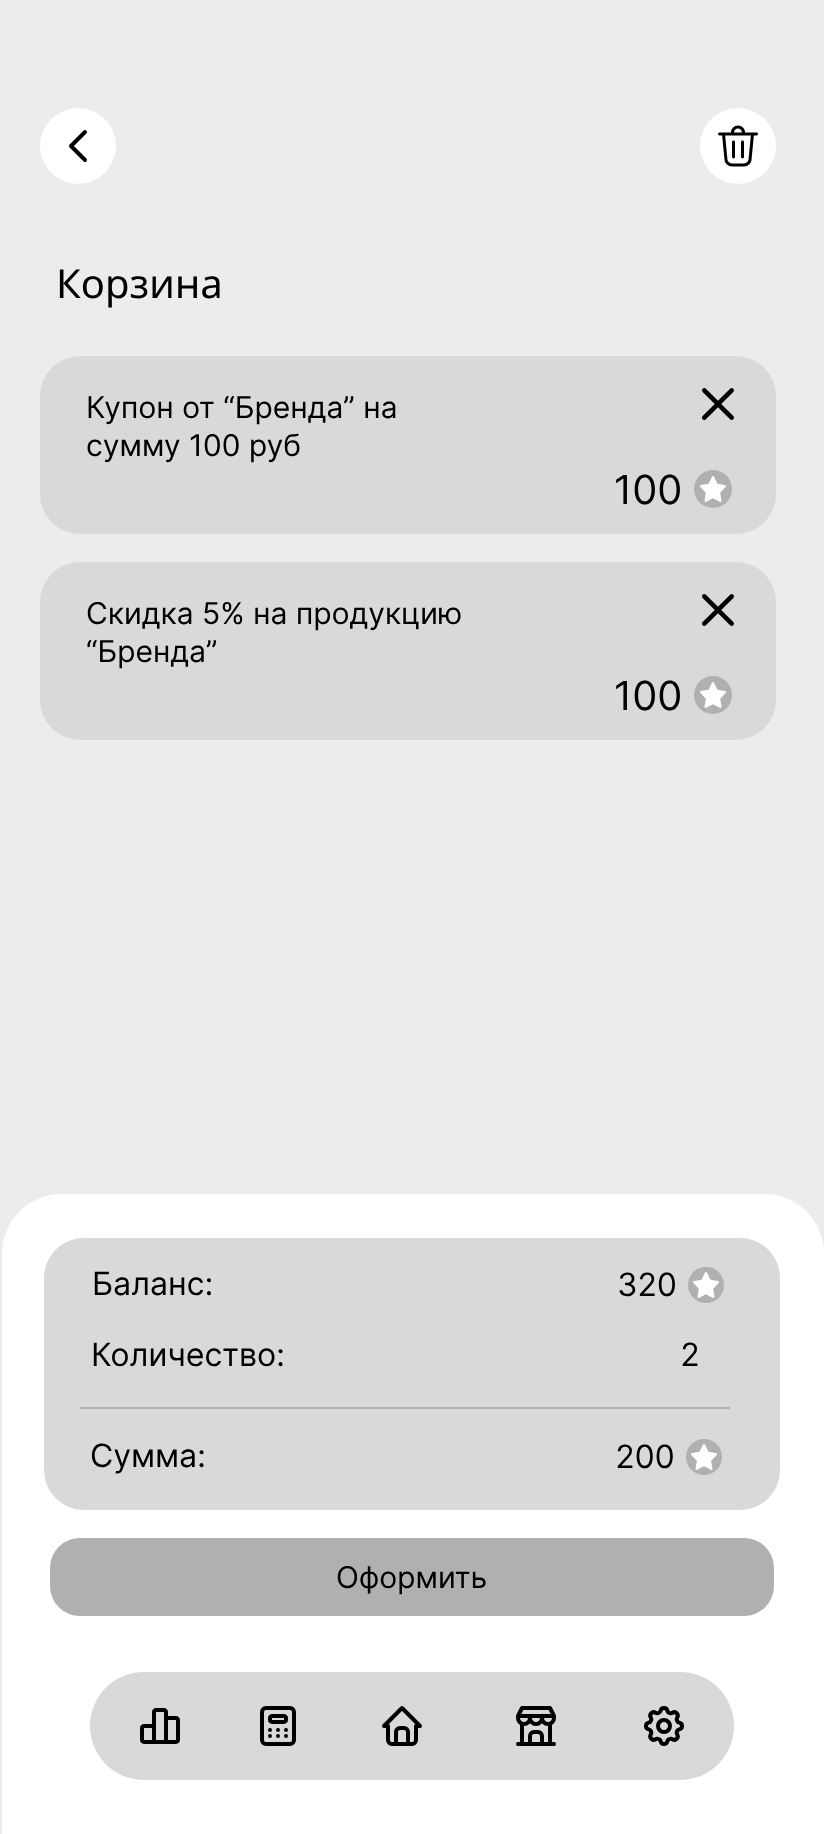 Корзина
Купон от “Бренда” на
сумму 100 руб
100
Скидка 5% на продукцию
“Бренда”
100
Баланс: 320
Количество: 2
Сумма: 200
Оформить